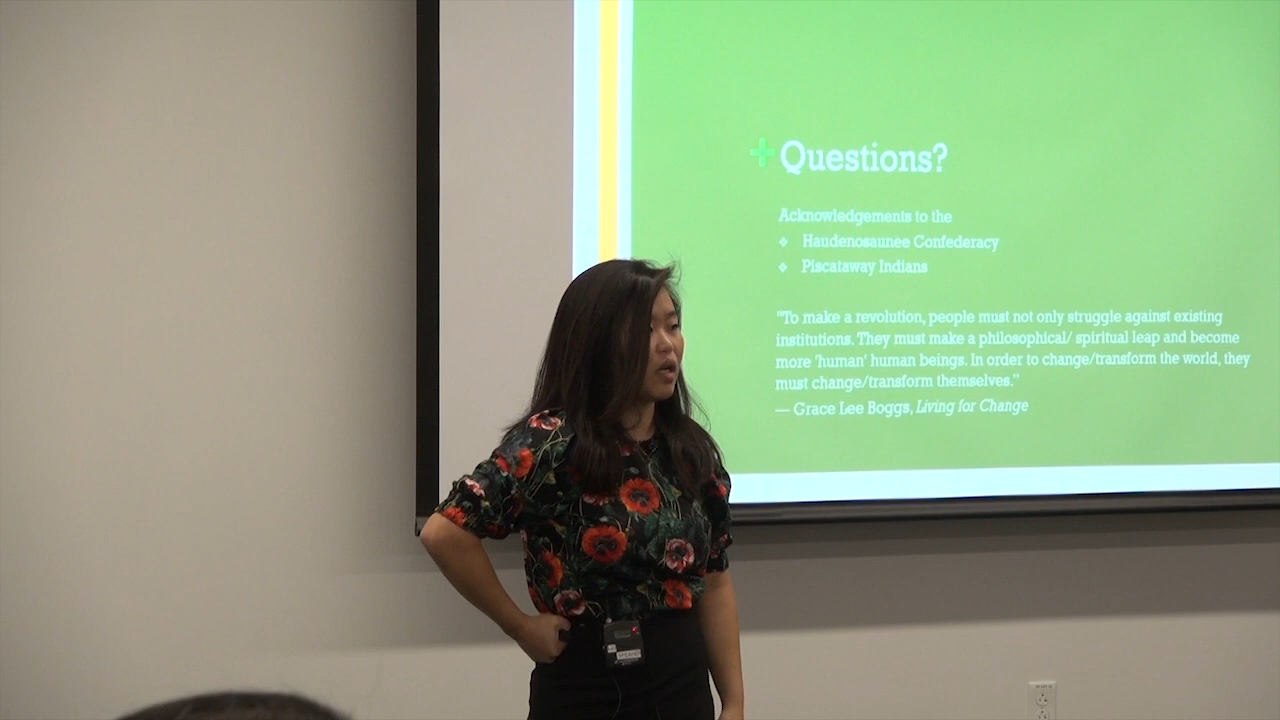 Questions?
Acknowledgements to the
❖ Haudenosaunee Confederacy
❖ Piscataway Indians
"To make a revolution, people must not only struggle against existing
institutions. They must make a philosophical/ spiritual leap and become
more 'human' human beings. In order to change/transform the world, they
must change/transform themselves."
— Grace Lee Boggs, Living for Change